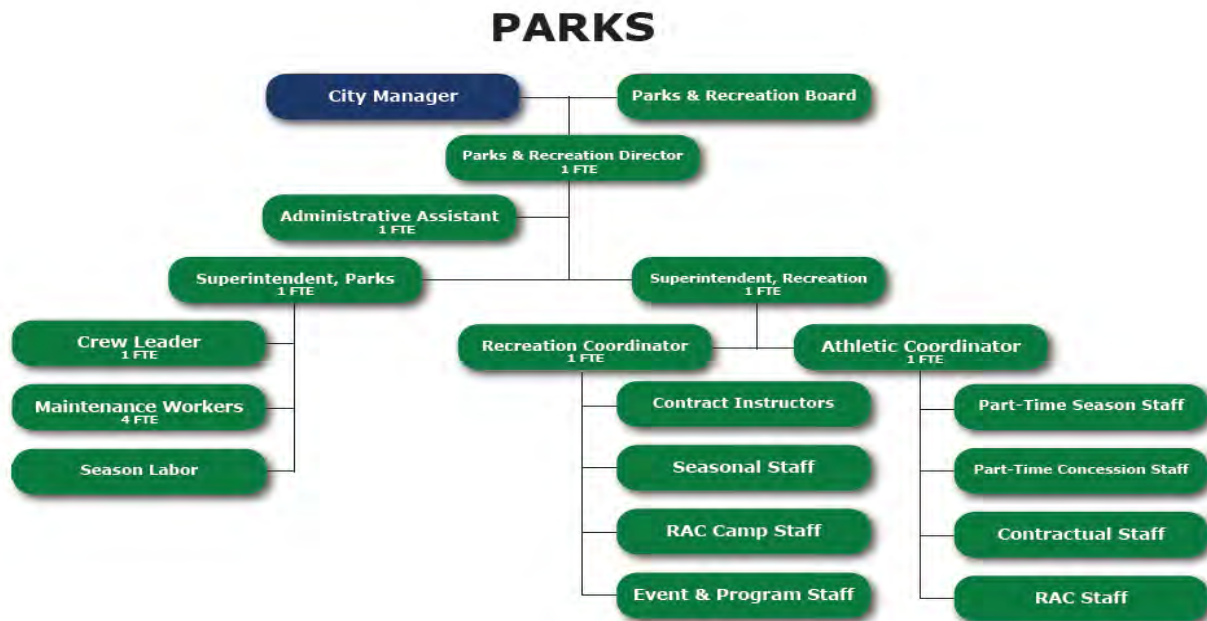 PARKS
City Manager
Parks & Recreation Board
Parks & Recreation Director
1 FTE
Administrative Assistant
1 FTE
Superintendent, Parks
1 FTE
Superintendent, Recreation
1 FTE
Crew Leader
1 FTE
Maintenance Workers
4 FTE
Season Labor
Recreation Coordinator
1 FTE
Athletic Coordinator
1 FTE
Contract Instructors
Seasonal Staff
RAC Camp Staff
Event & Program Staff
Part-Time Season Staff
Part-Time Concession Staff
Contractual Staff
RAC Staff